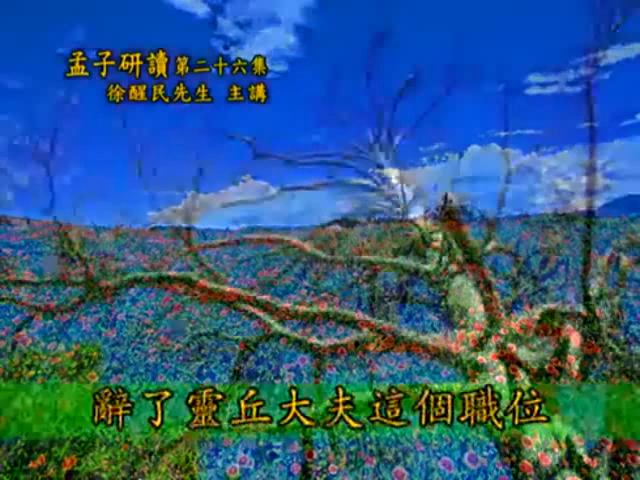 孟子研讀 第二十六集
徐醒民先生 主講
辭了靈丘大夫這個職位